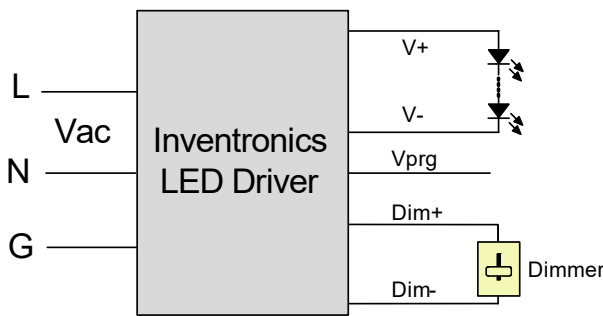 L
Vac
N
G
Inventronics
LED Driver
V+
V-
Vprg
Dim+
Dim-
Dimmer